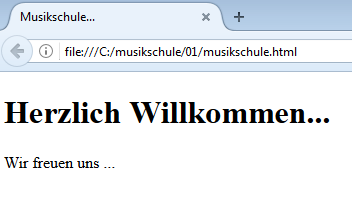 Musikschule...
file:///C:/musikschule/01/musikschule.html
Herzlich Willkommen...
Wir freuen uns ...